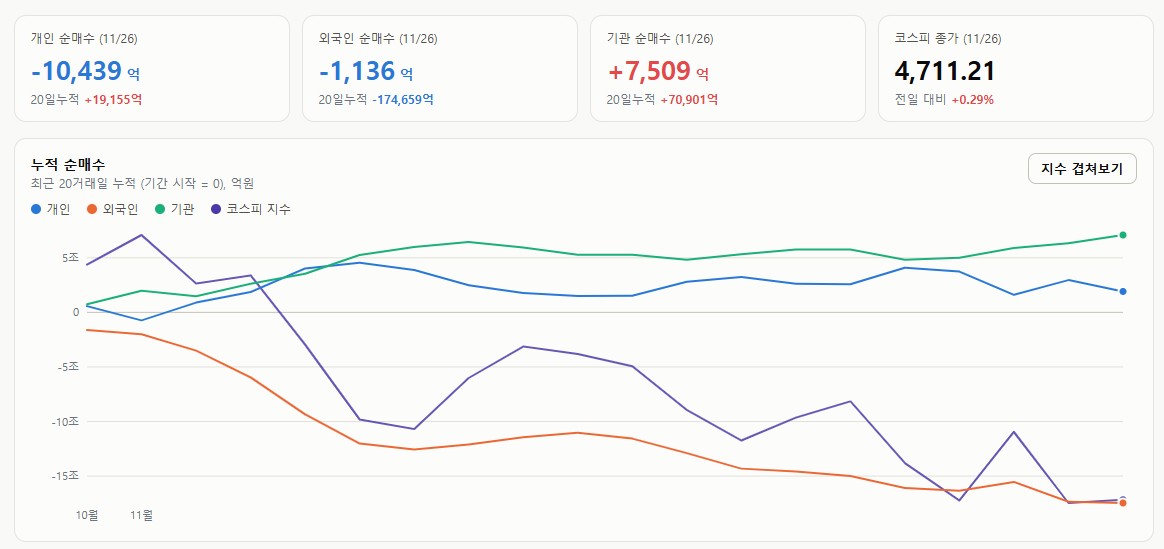 개인 순매수 (11/26)
-10,439 억
20일누적 +19,155억
외국인 순매수 (11/26)
-1,136 억
20일누적 -174,659억
기관 순매수 (11/26)
+7,509 억
20일누적 +70,901억
코스피 종가 (11/26)
4,711.21
전일 대비 +0.29%
누적 순매수
최근 20거래일 누적 (기간 시작 = 0), 억원
지수 겹쳐보기
개인 외국인 기관 코스피 지수
5조
0
-5조
-10조
-15조
10월 11월